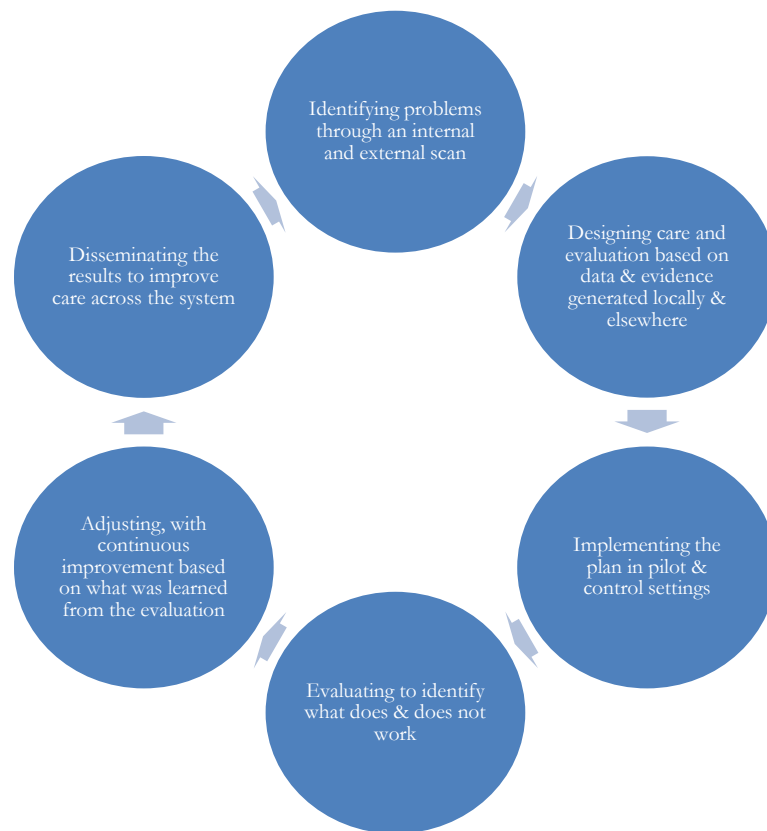 Identifying problems
through an internal
and external scan
Designing care and
evaluation based on
data & evidence
generated locally &
elsewhere
Implementing the
plan in pilot &
control settings
Evaluating to identify
what does & does not
work
Adjusting, with
continuous
improvement based
on what was learned
from the evaluation
Disseminating the
results to improve
care across the system